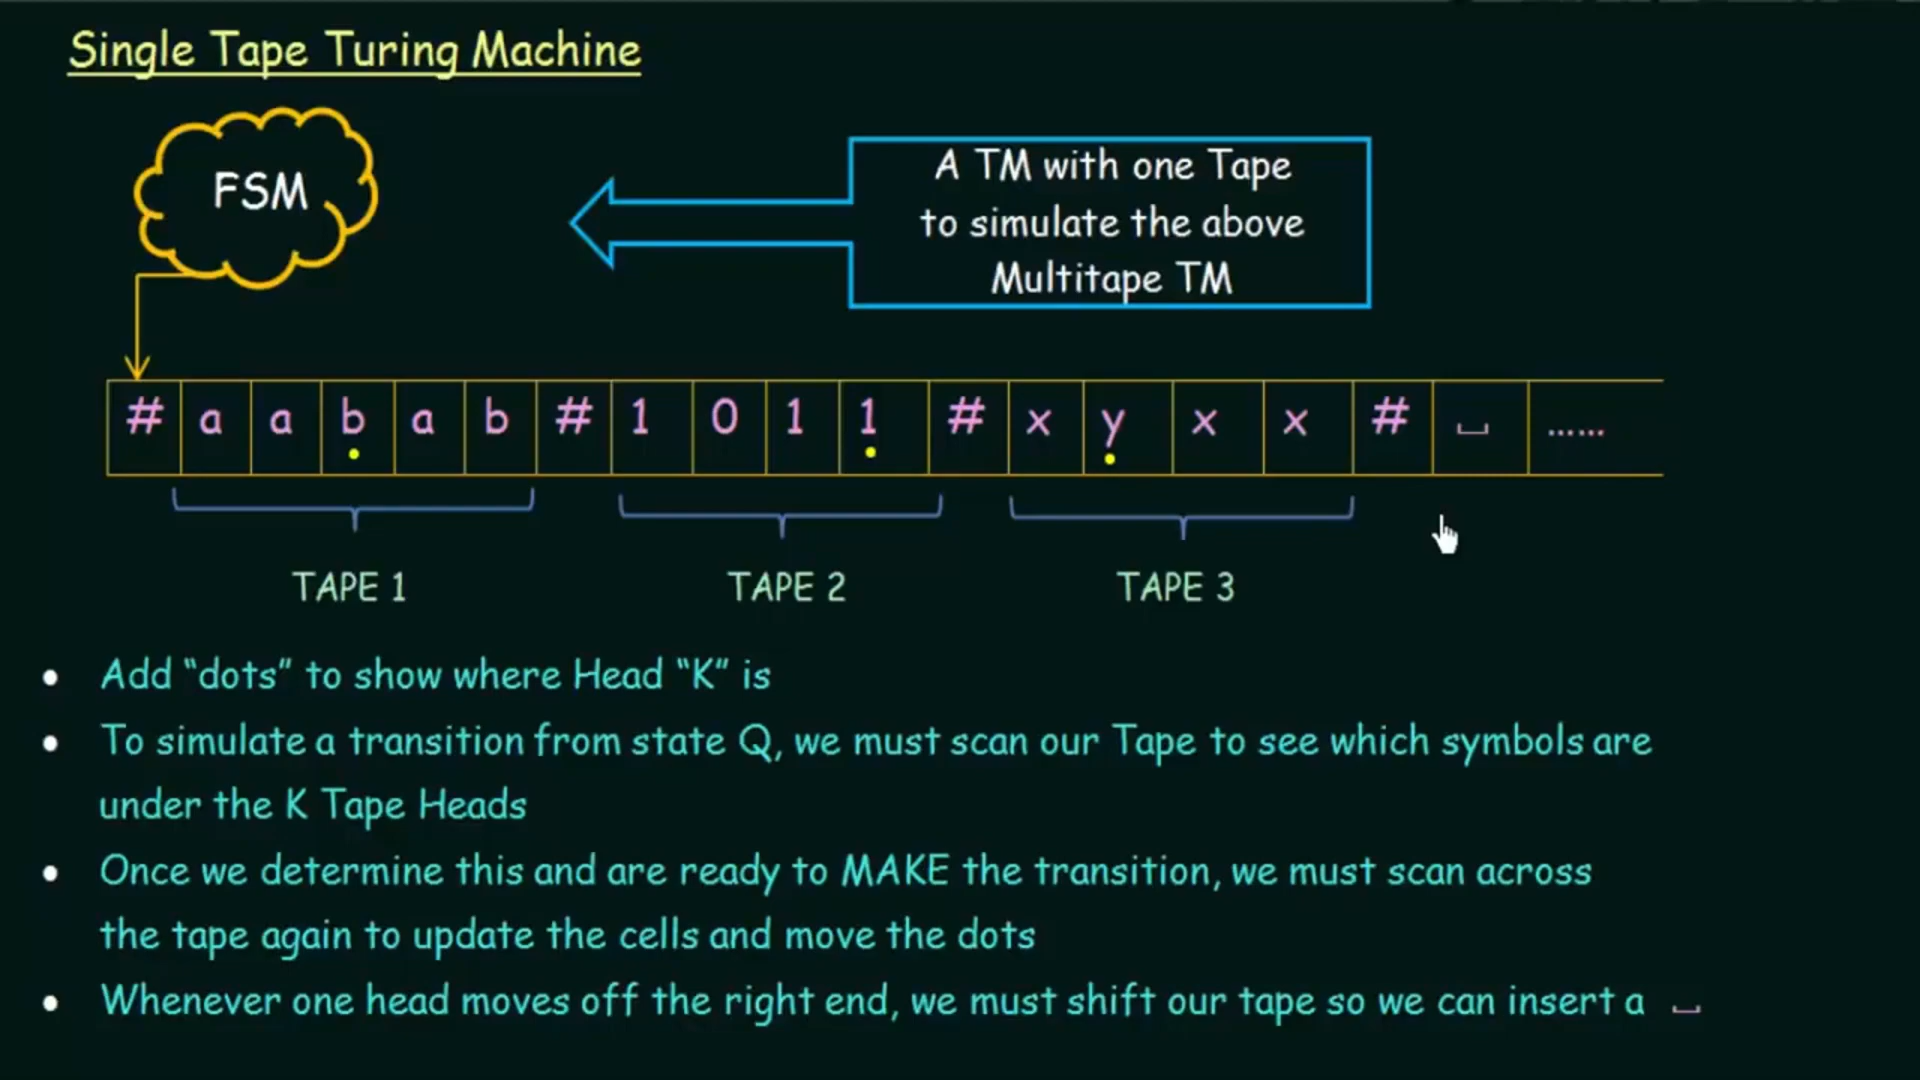 Single Tape Turing Machine
FSM
A TM with one Tape
to simulate the above
Multitape TM
# a a b a b # 1 0 1 1 # x y x x # ⎵ ......
TAPE 1 TAPE 2 TAPE 3
• Add “dots” to show where Head “K” is
• To simulate a transition from state Q, we must scan our Tape to see which symbols are
under the K Tape Heads
• Once we determine this and are ready to MAKE the transition, we must scan across
the tape again to update the cells and move the dots
• Whenever one head moves off the right end, we must shift our tape so we can insert a ⎵